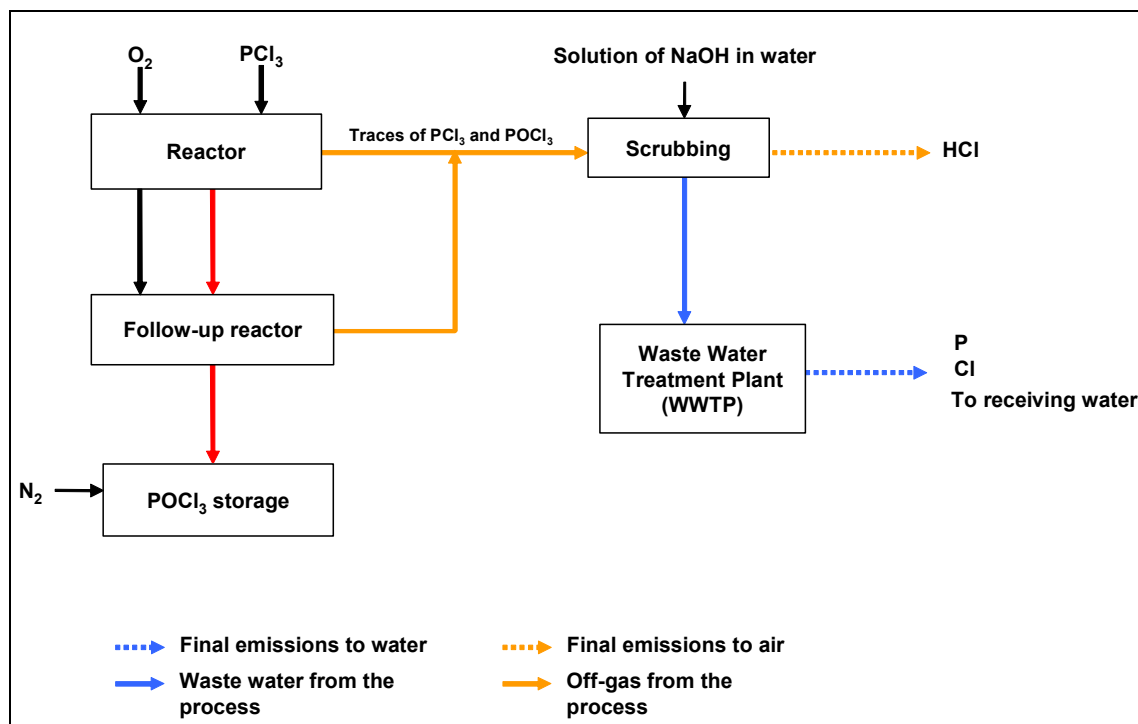 O₂
PCl₃
Solution of NaOH in water
Reactor
Traces of PCl₃ and POCl₃
Scrubbing
HCl
Follow-up reactor
Waste Water
Treatment Plant
(WWTP)
P
Cl
To receiving water
N₂
POCl₃ storage
Final emissions to water
Final emissions to air
Waste water from the
process
Off-gas from the
process